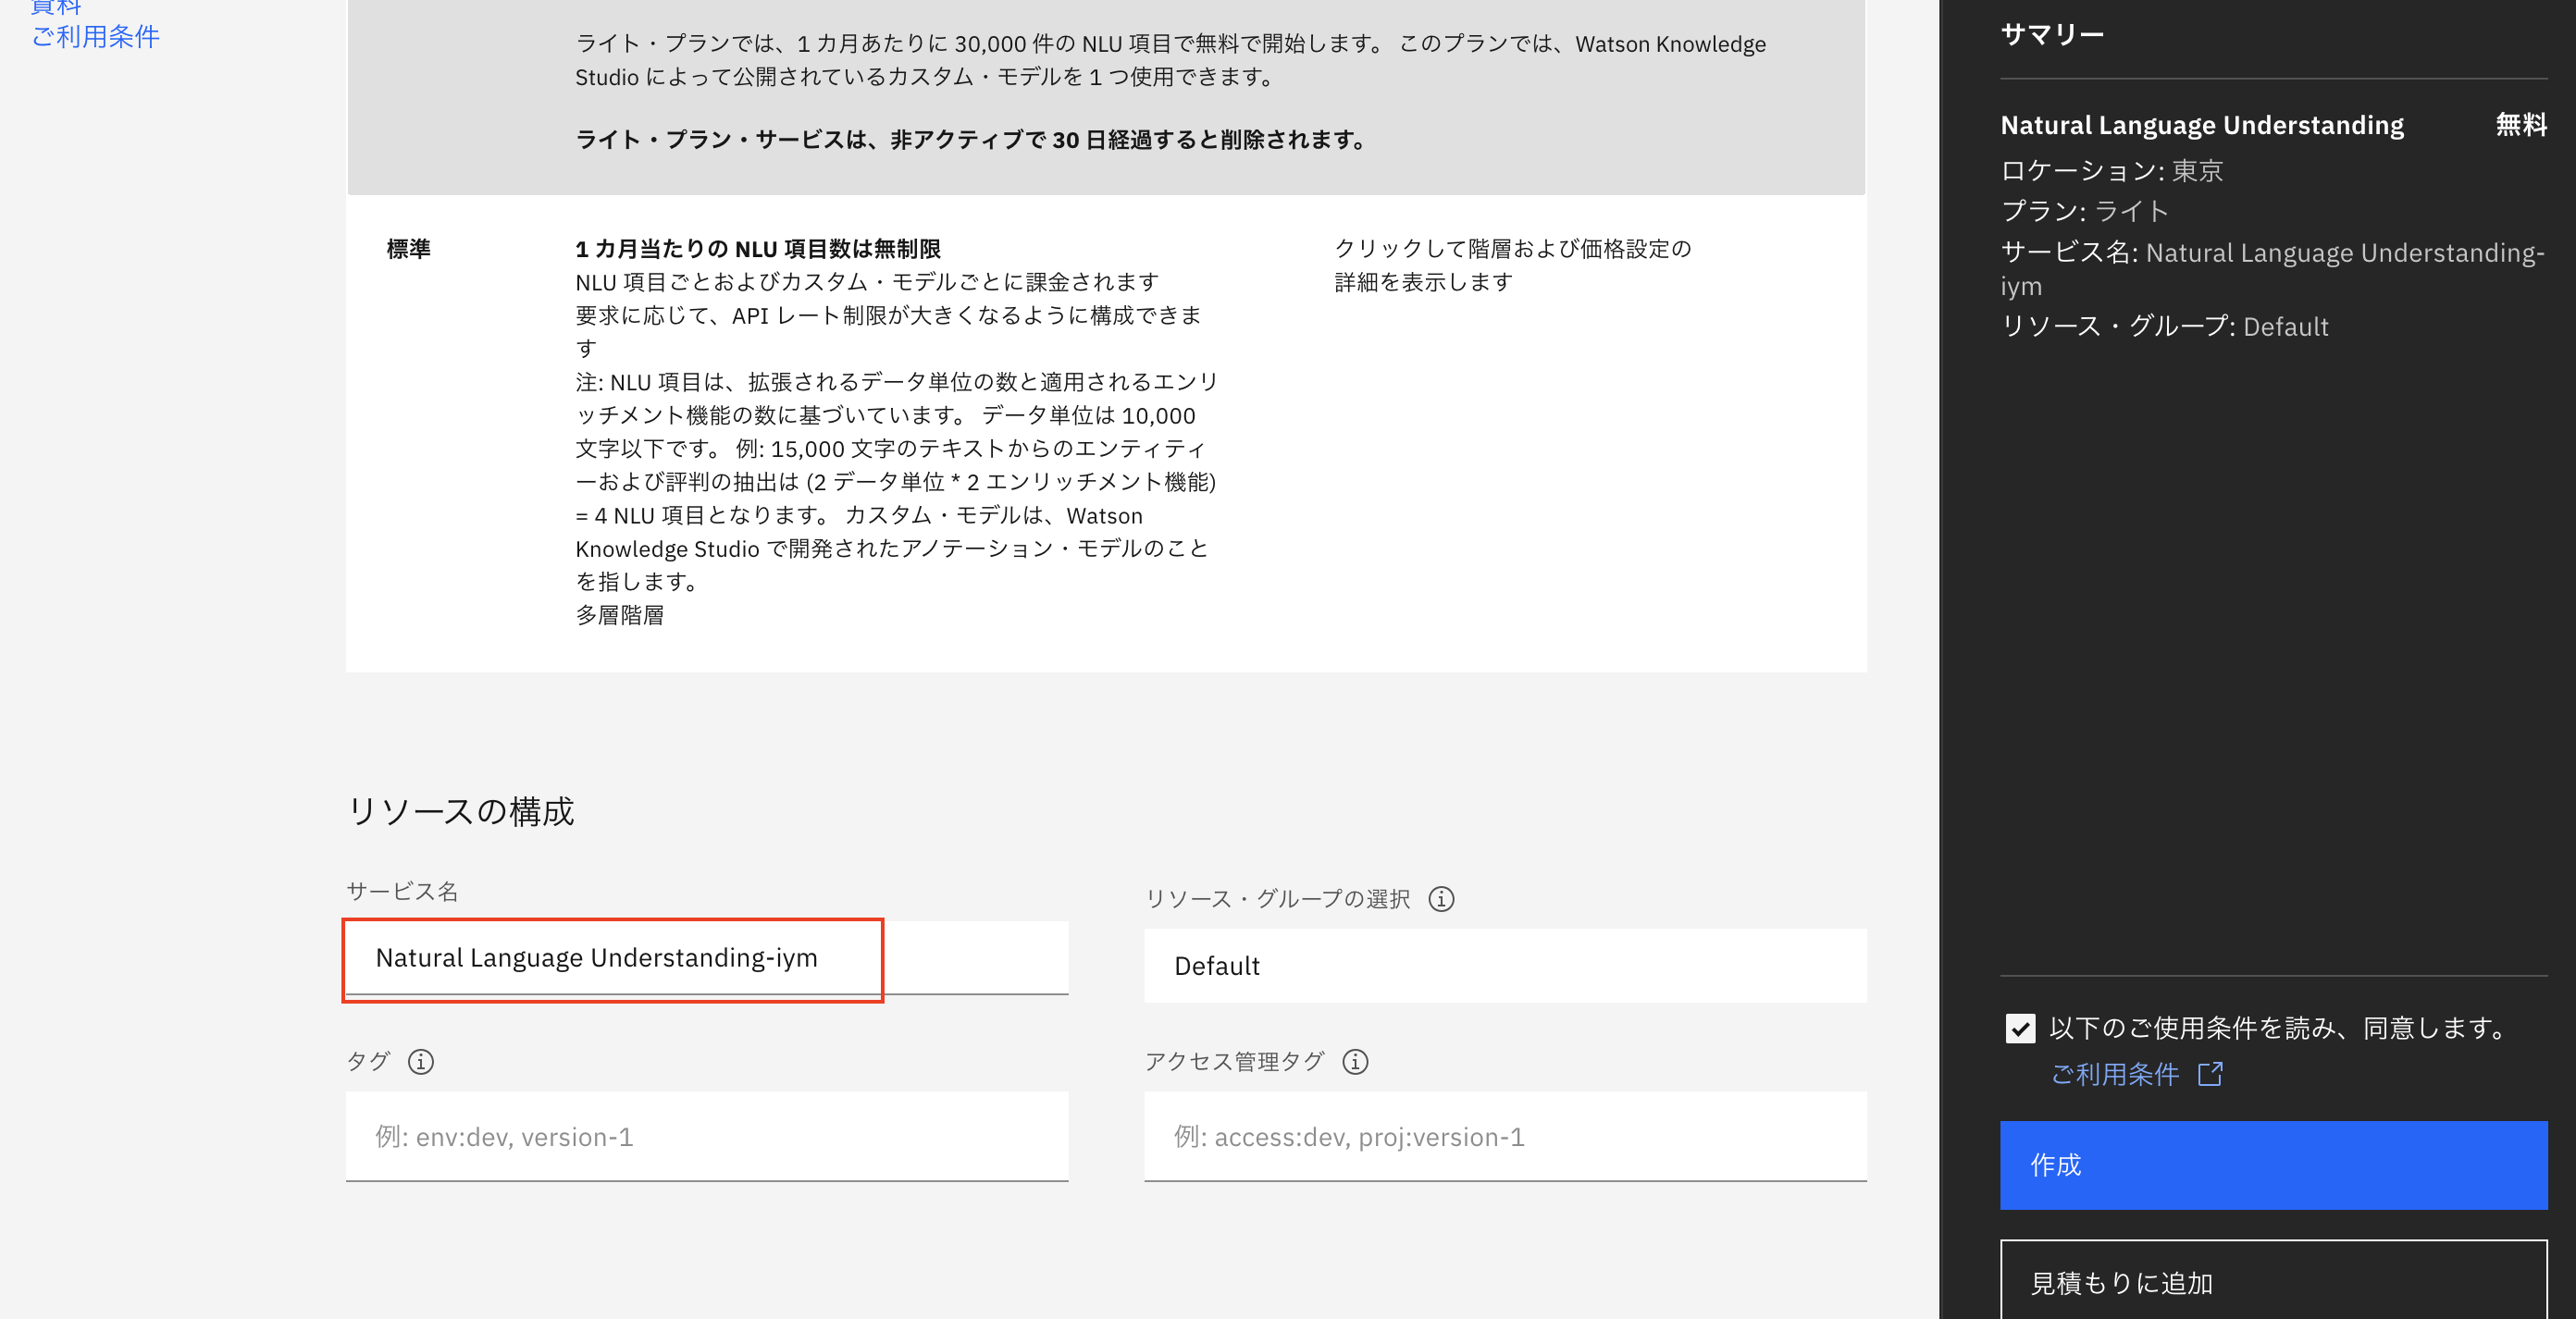 資料
ご利用条件
ライト・プランでは、1 カ月あたりに 30,000 件の NLU 項目で無料で開始します。 このプランでは、Watson Knowledge
Studio によって公開されているカスタム・モデルを 1 つ使用できます。
ライト・プラン・サービスは、非アクティブで 30 日経過すると削除されます。
標準
1 カ月当たりの NLU 項目数は無制限
NLU 項目ごとおよびカスタム・モデルごとに課金されます
要求に応じて、API レート制限が大きくなるように構成できま
す
注: NLU 項目は、拡張されるデータ単位の数と適用されるエンリ
ッチメント機能の数に基づいています。 データ単位は 10,000
文字以下です。 例: 15,000 文字のテキストからのエンティティ
ーおよび評判の抽出は (2 データ単位 * 2 エンリッチメント機能)
= 4 NLU 項目となります。 カスタム・モデルは、Watson
Knowledge Studio で開発されたアノテーション・モデルのこと
を指します。
多層階層
クリックして階層および価格設定の
詳細を表示します
リソースの構成
サービス名
Natural Language Understanding-iym
リソース・グループの選択
Default
タグ
例: env:dev, version-1
アクセス管理タグ
例: access:dev, proj:version-1
サマリー
Natural Language Understanding 無料
ロケーション: 東京
プラン: ライト
サービス名: Natural Language Understanding-
iym
リソース・グループ: Default
以下のご使用条件を読み、同意します。
ご利用条件
作成
見積もりに追加